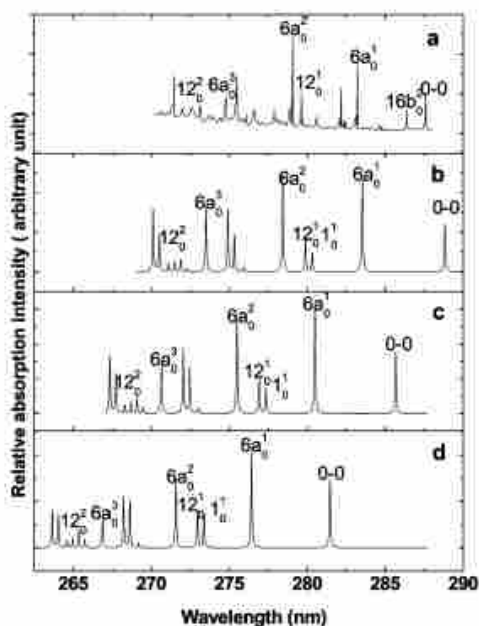 Relative absorption intensity ( arbitrary unit)
a
12₀² 6a₀³ 6a₀² 12₀¹ 6a₀¹ 0-0
b
12₀² 6a₀³ 6a₀² 12₀¹ 1₀¹ 6a₀¹ 0-0
c
12₀² 6a₀³ 6a₀² 12₀¹ 1₀¹ 6a₀¹ 0-0
d
12₀² 6a₀³ 6a₀² 12₀¹ 1₀¹ 6a₀¹ 0-0
265 270 275 280 285 290
Wavelength (nm)